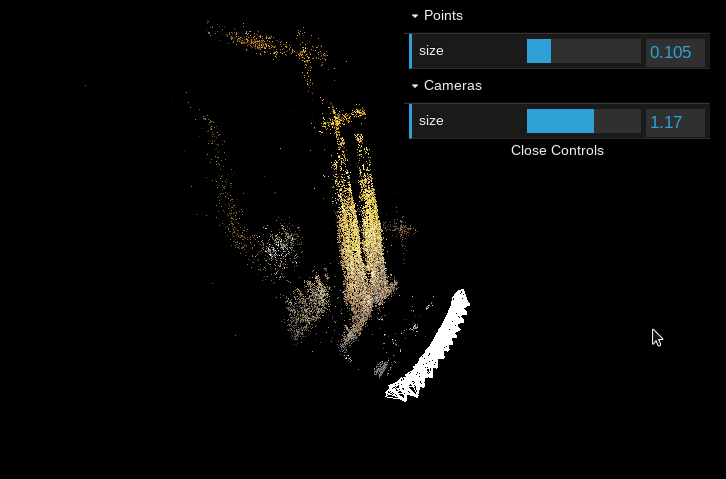 Points
size
0.105
Cameras
size
1.17
Close Controls